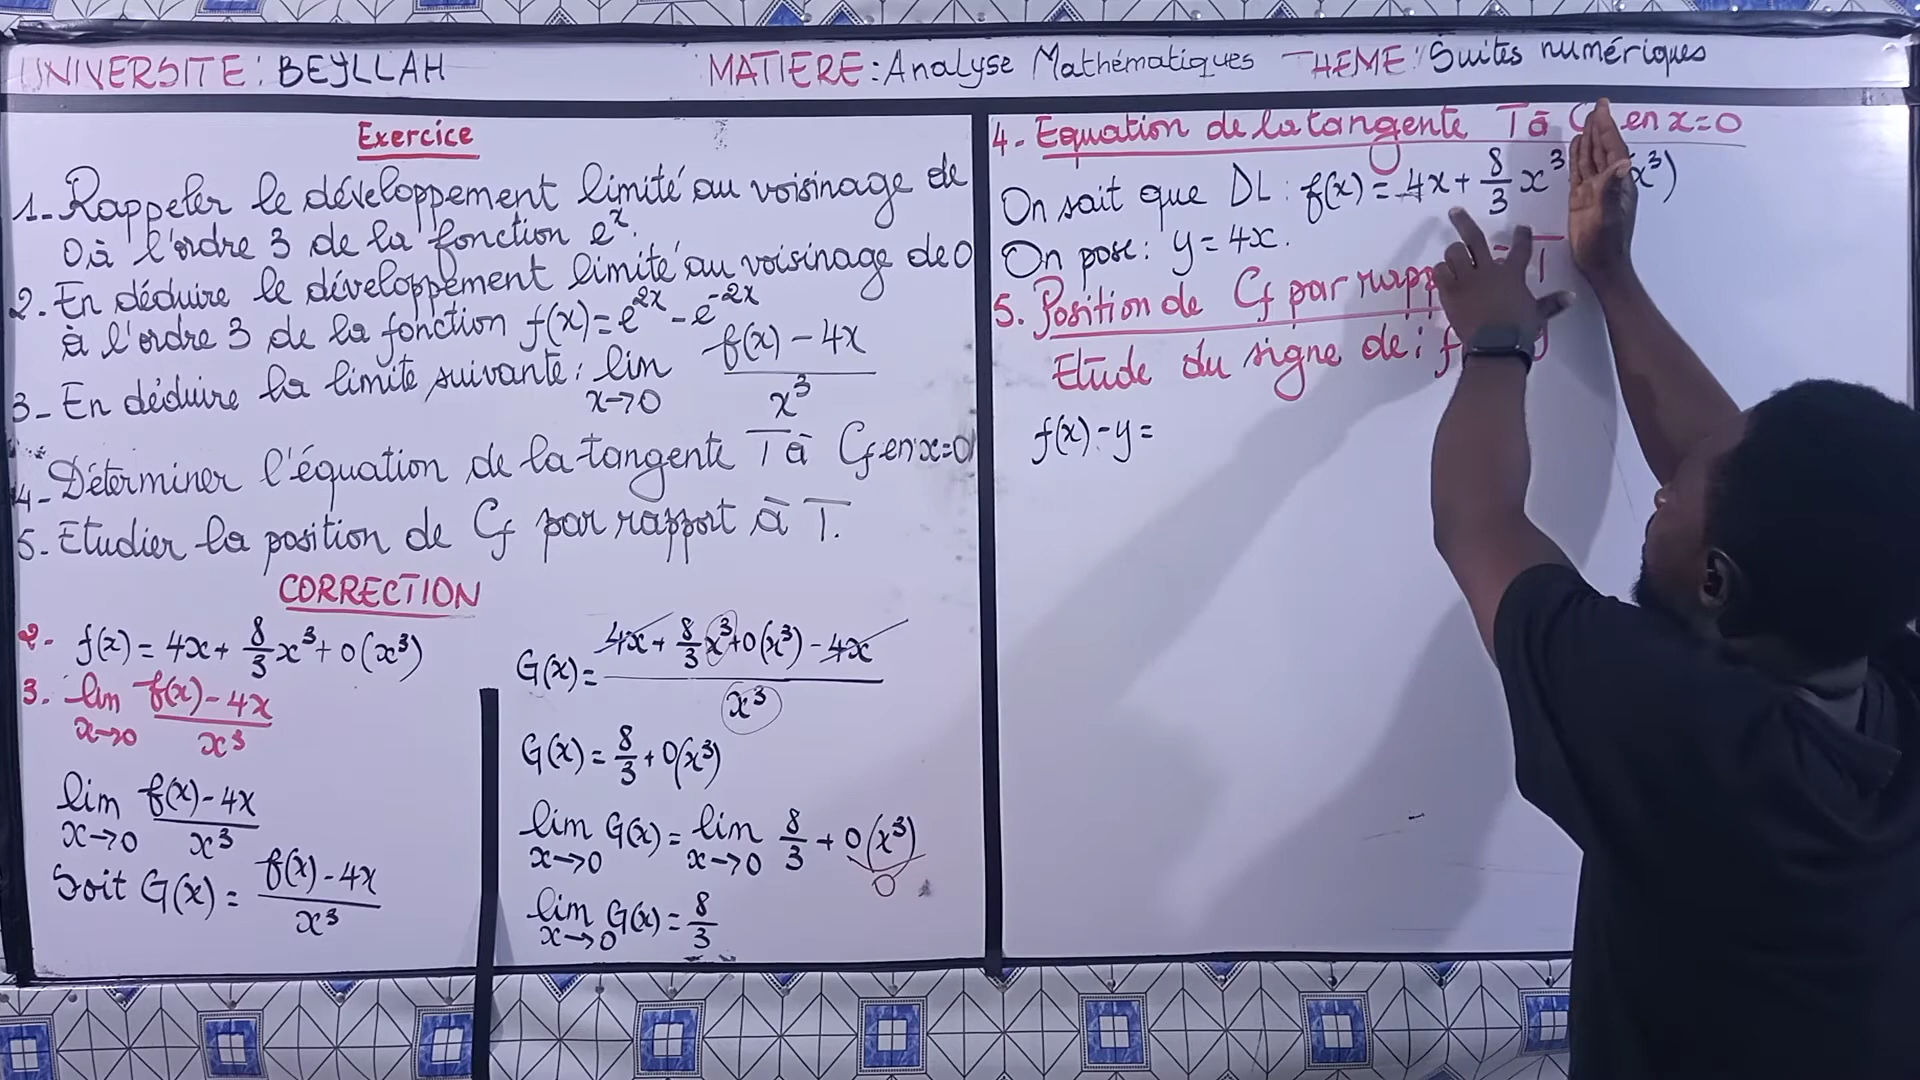 UNIVERSITE : BEYLLAH MATIERE : Analyse Mathématiques THEME : Suites numériques
Exercice
1- Rappeler le développement limité au voisinage de
0 à l'ordre 3 de la fonction eˣ.
2. En déduire le développement limité au voisinage de 0
à l'ordre 3 de la fonction f(x) = e²ˣ - e⁻²ˣ
3- En déduire la limite suivante : lim x→0 (f(x) - 4x)/x³
4- Déterminer l'équation de la tangente T à Cf en x=0
5. Etudier la position de Cf par rapport à T.
CORRECTION
2- f(x) = 4x + 8/3 x³ + o(x³)
3. lim x→0 (f(x) - 4x)/x³
lim x→0 (f(x) - 4x)/x³
Soit G(x) = (f(x) - 4x)/x³
G(x) = (4x + 8/3 x³ + o(x³) - 4x)/x³
G(x) = 8/3 + o(x³)
lim x→0 G(x) = lim x→0 8/3 + o(x³)
0
lim x→0 G(x) = 8/3
4- Equation de la tangente T à en x=0
On sait que DL : f(x) = 4x + 8/3 x³ x³)
On pose : y = 4x.
5. Position de Cf par T
Etude du signe de : f
f(x) - y =